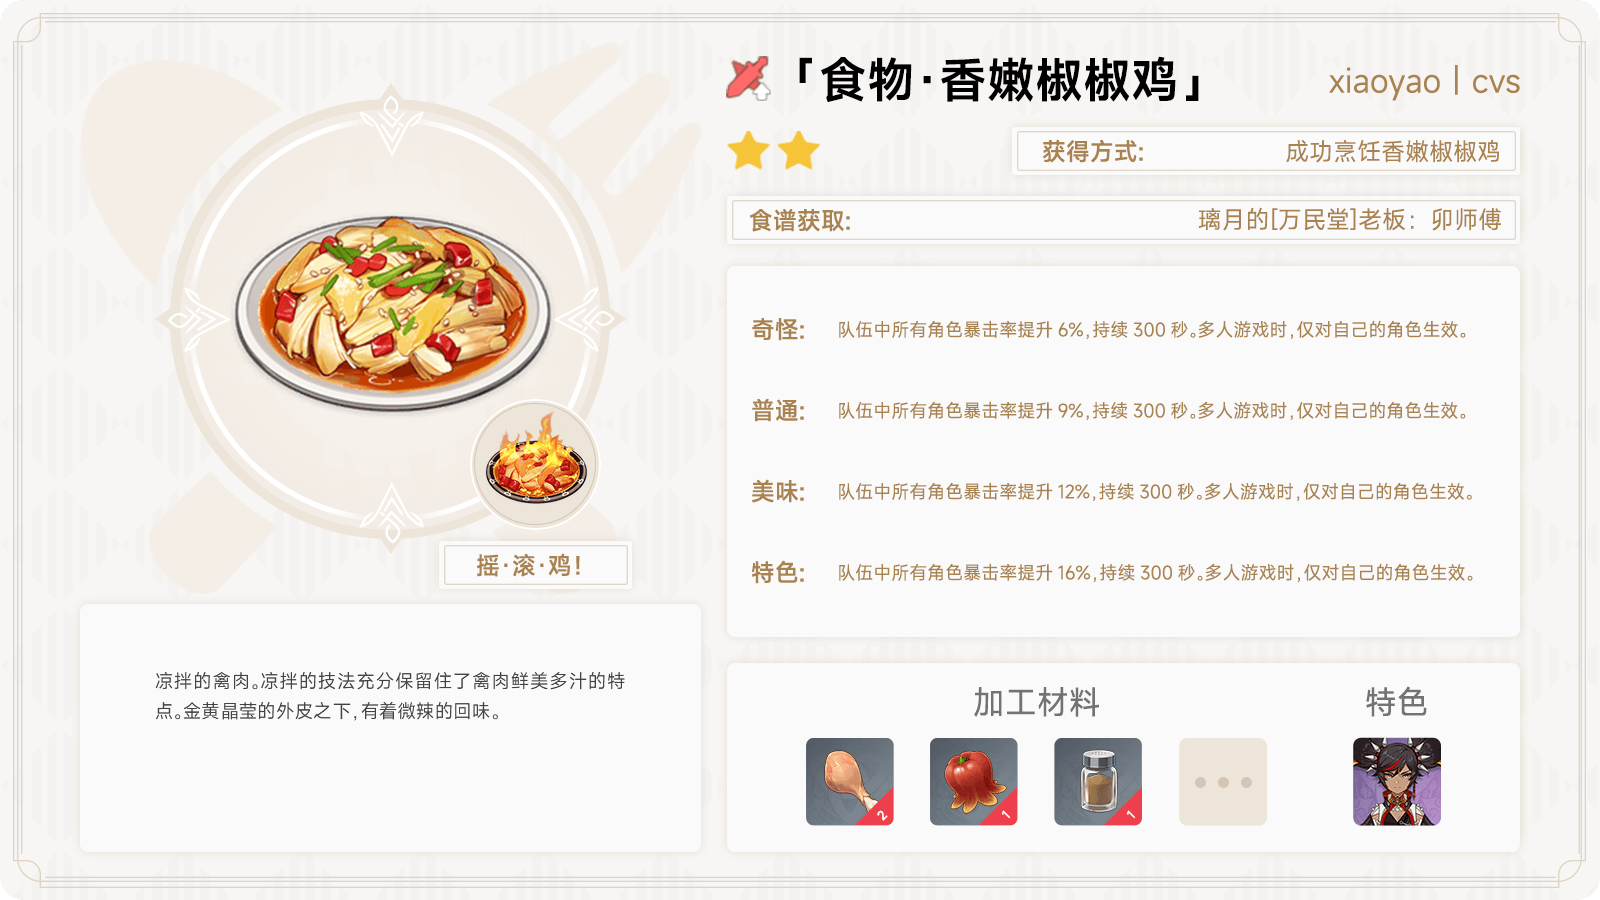 「食物·香嫩椒椒鸡」
xiaoyao | cvs
获得方式: 成功烹饪香嫩椒椒鸡
食谱获取: 璃月的[万民堂]老板：卯师傅
奇怪: 队伍中所有角色暴击率提升 6%,持续 300 秒。多人游戏时,仅对自己的角色生效。
普通: 队伍中所有角色暴击率提升 9%,持续 300 秒。多人游戏时,仅对自己的角色生效。
美味: 队伍中所有角色暴击率提升 12%,持续 300 秒。多人游戏时,仅对自己的角色生效。
特色: 队伍中所有角色暴击率提升 16%,持续 300 秒。多人游戏时,仅对自己的角色生效。
摇·滚·鸡!
凉拌的禽肉。凉拌的技法充分保留住了禽肉鲜美多汁的特
点。金黄晶莹的外皮之下,有着微辣的回味。
加工材料
特色
2
1
1